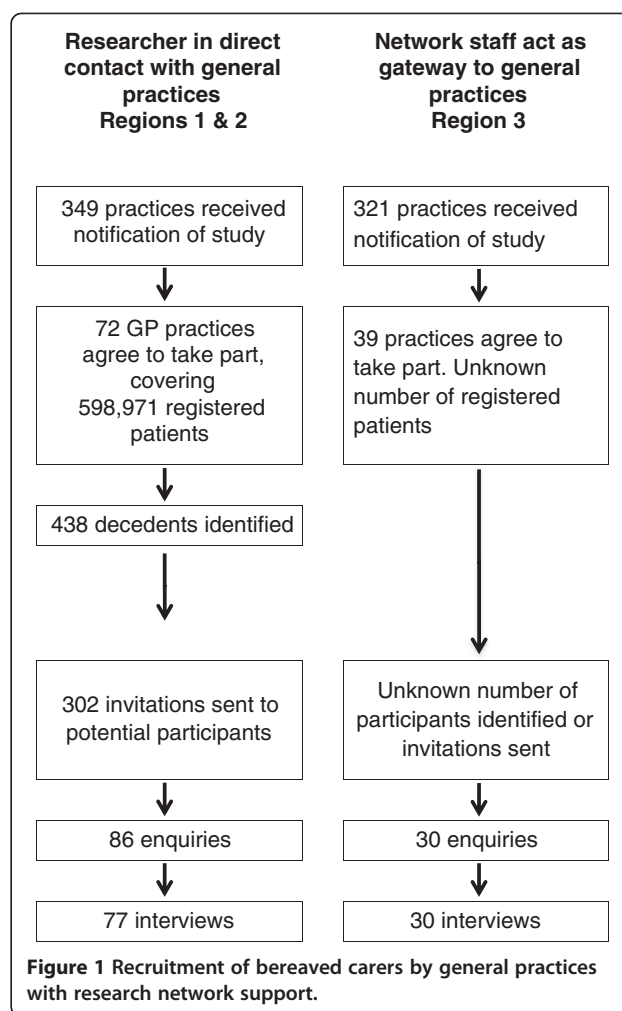 Researcher in direct
contact with general
practices
Regions 1 & 2
Network staff act as
gateway to general
practices
Region 3
349 practices received
notification of study
321 practices received
notification of study
72 GP practices
agree to take part,
covering
598,971 registered
patients
39 practices agree to
take part. Unknown
number of registered
patients
438 decedents identified
302 invitations sent to
potential participants
Unknown number of
participants identified or
invitations sent
86 enquiries
30 enquiries
77 interviews
30 interviews
Figure 1 Recruitment of bereaved carers by general practices
with research network support.